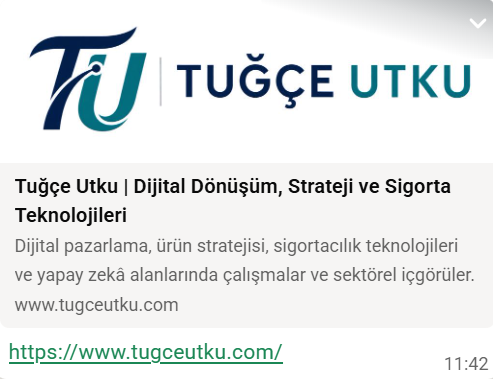 TU | TUĞÇE UTKU
Tuğçe Utku | Dijital Dönüşüm, Strateji ve Sigorta
Teknolojileri
Dijital pazarlama, ürün stratejisi, sigortacılık teknolojileri
ve yapay zekâ alanlarında çalışmalar ve sektörel içgörüler.
www.tugceutku.com
https://www.tugceutku.com/
11:42